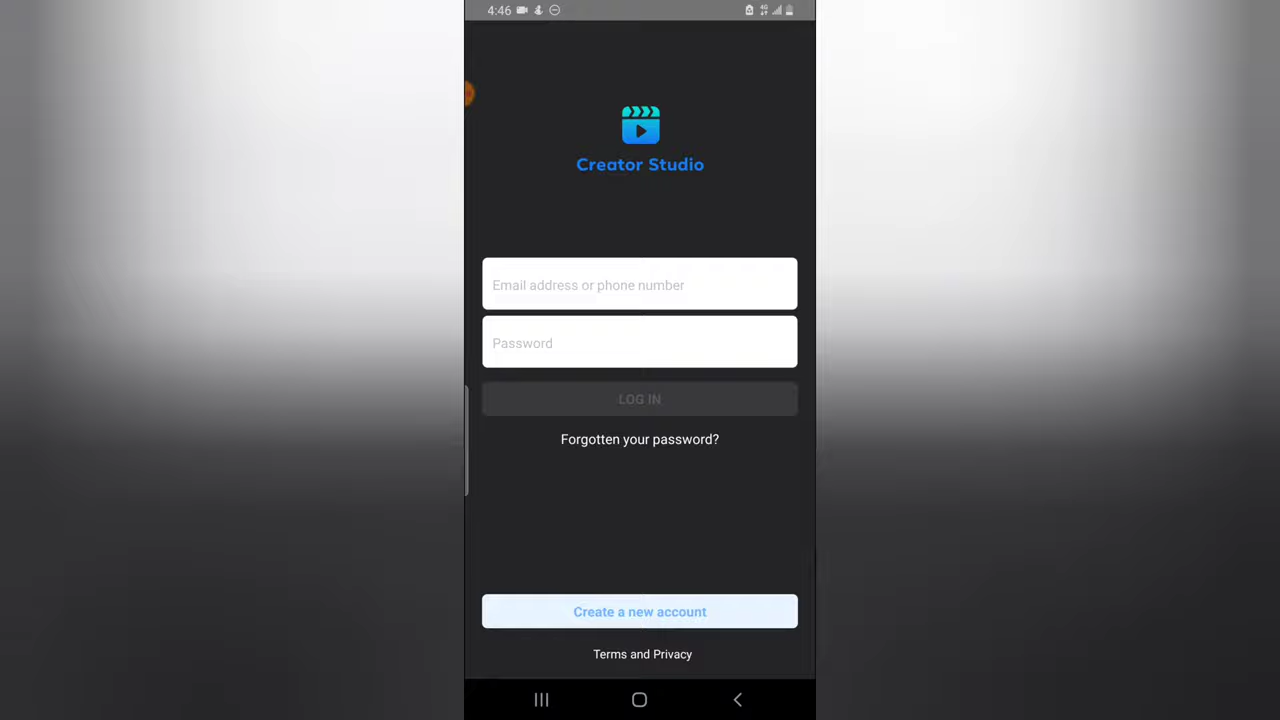 4:46
4G
Creator Studio
Email address or phone number
Password
LOG IN
Forgotten your password?
Create a new account
Terms and Privacy